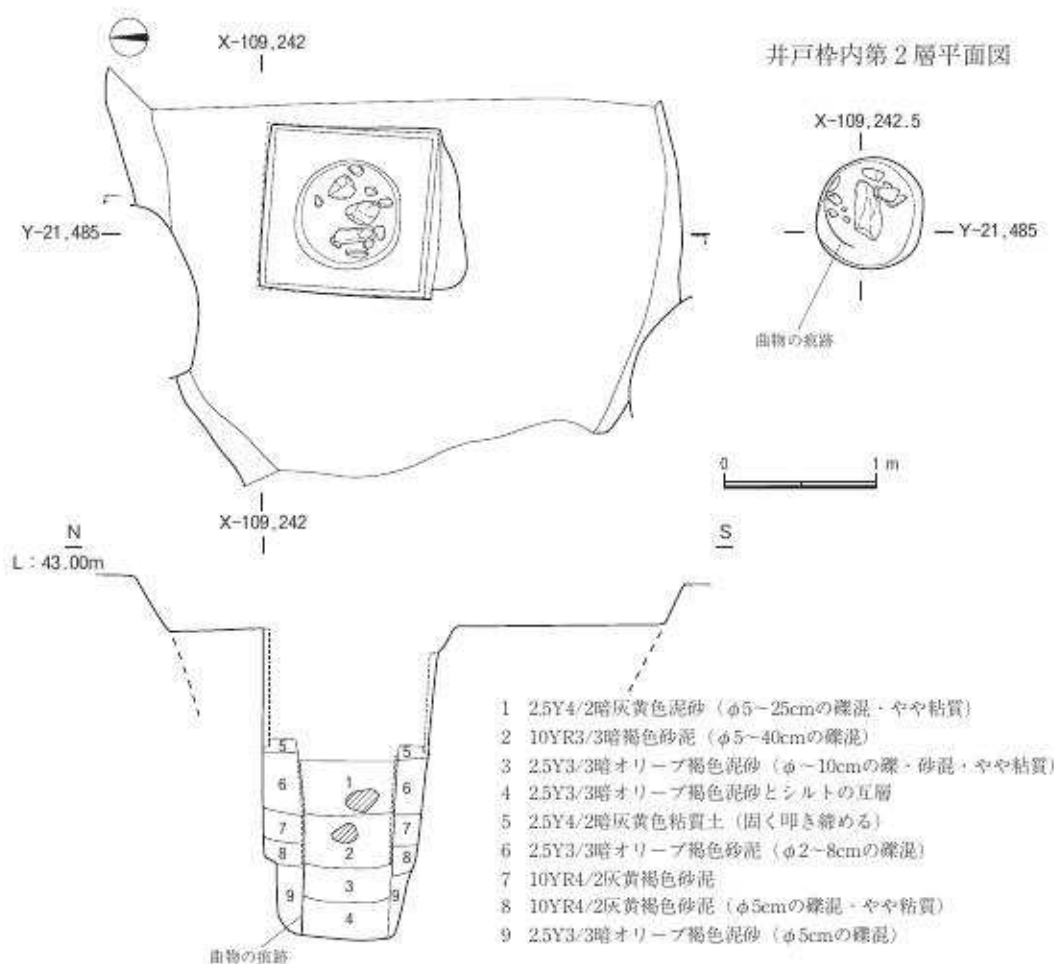 X-109,242
井戸枠内第2層平面図
X-109,242.5
Y-21,485
Y-21,485
曲物の痕跡
0 1 m
X-109,242
N
S
L：43.00m
5 5
6 1 6
7 7
8 2 8
9 3 9
4
曲物の痕跡
1 2.5Y4/2暗灰黄色泥砂（φ5~25cmの礫混・やや粘質）
2 10YR3/3暗褐色砂泥（φ5~40cmの礫混）
3 2.5Y3/3暗オリーブ褐色泥砂（φ~10cmの礫・砂混・やや粘質）
4 2.5Y3/3暗オリーブ褐色泥砂とシルトの互層
5 2.5Y4/2暗灰黄色粘質土（固く叩き締める）
6 2.5Y3/3暗オリーブ褐色砂泥（φ2~8cmの礫混）
7 10YR4/2灰黄褐色砂泥
8 10YR4/2灰黄褐色砂泥（φ5cmの礫混・やや粘質）
9 2.5Y3/3暗オリーブ褐色泥砂（φ5cmの礫混）